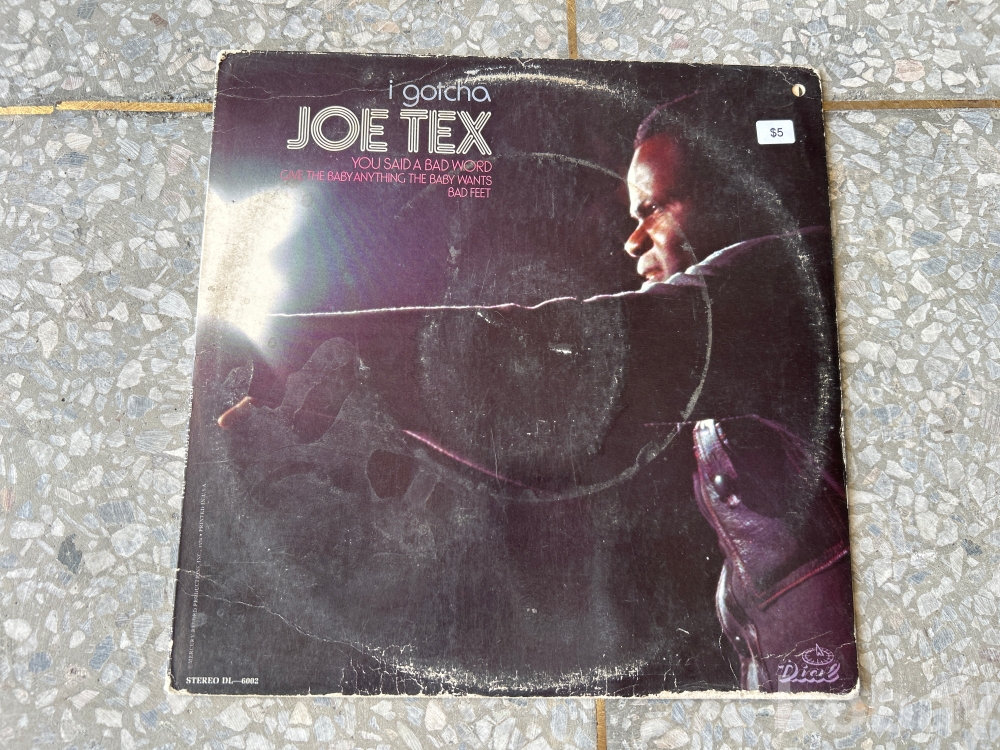 i gotcha
JOE TEX
$5
YOU SAID A BAD WORD
GIVE THE BABY ANYTHING THE BABY WANTS
BAD FEET
STEREO DL—6002
Dial